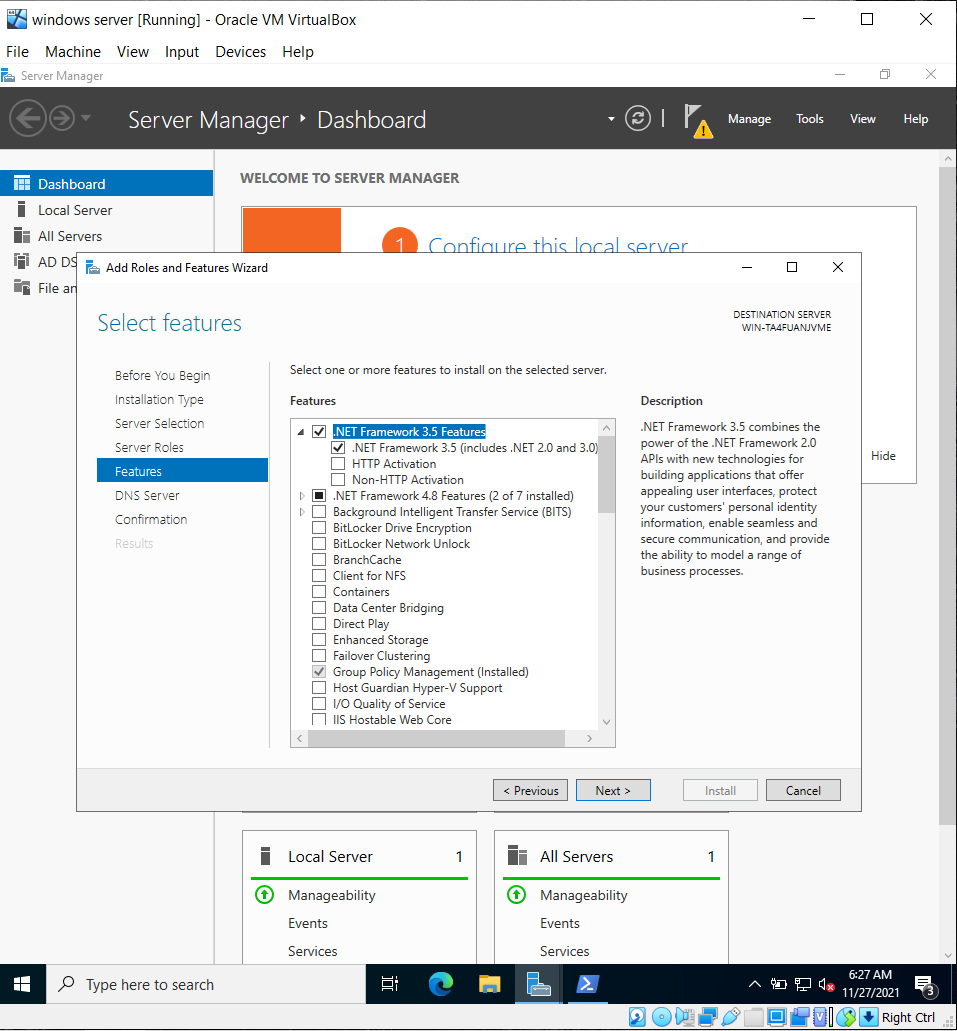 windows server [Running] - Oracle VM VirtualBox
File Machine View Input Devices Help
Server Manager
Server Manager Dashboard
Manage Tools View Help
Dashboard
Local Server
All Servers
AD DS
File an
WELCOME TO SERVER MANAGER
1 Configure this local server
Hide
Add Roles and Features Wizard
Select features
DESTINATION SERVER
WIN-TA4FUANJVME
Before You Begin
Installation Type
Server Selection
Server Roles
Features
DNS Server
Confirmation
Results
Select one or more features to install on the selected server.
Features
.NET Framework 3.5 Features
.NET Framework 3.5 (includes .NET 2.0 and 3.0)
HTTP Activation
Non-HTTP Activation
.NET Framework 4.8 Features (2 of 7 installed)
Background Intelligent Transfer Service (BITS)
BitLocker Drive Encryption
BitLocker Network Unlock
BranchCache
Client for NFS
Containers
Data Center Bridging
Direct Play
Enhanced Storage
Failover Clustering
Group Policy Management (Installed)
Host Guardian Hyper-V Support
I/O Quality of Service
IIS Hostable Web Core
Description
.NET Framework 3.5 combines the
power of the .NET Framework 2.0
APIs with new technologies for
building applications that offer
appealing user interfaces, protect
your customers' personal identity
information, enable seamless and
secure communication, and provide
the ability to model a range of
business processes.
< Previous Next > Install Cancel
Local Server 1
Manageability
Events
Services
All Servers 1
Manageability
Events
Services
Type here to search
6:27 AM
11/27/2021
3
Right Ctrl